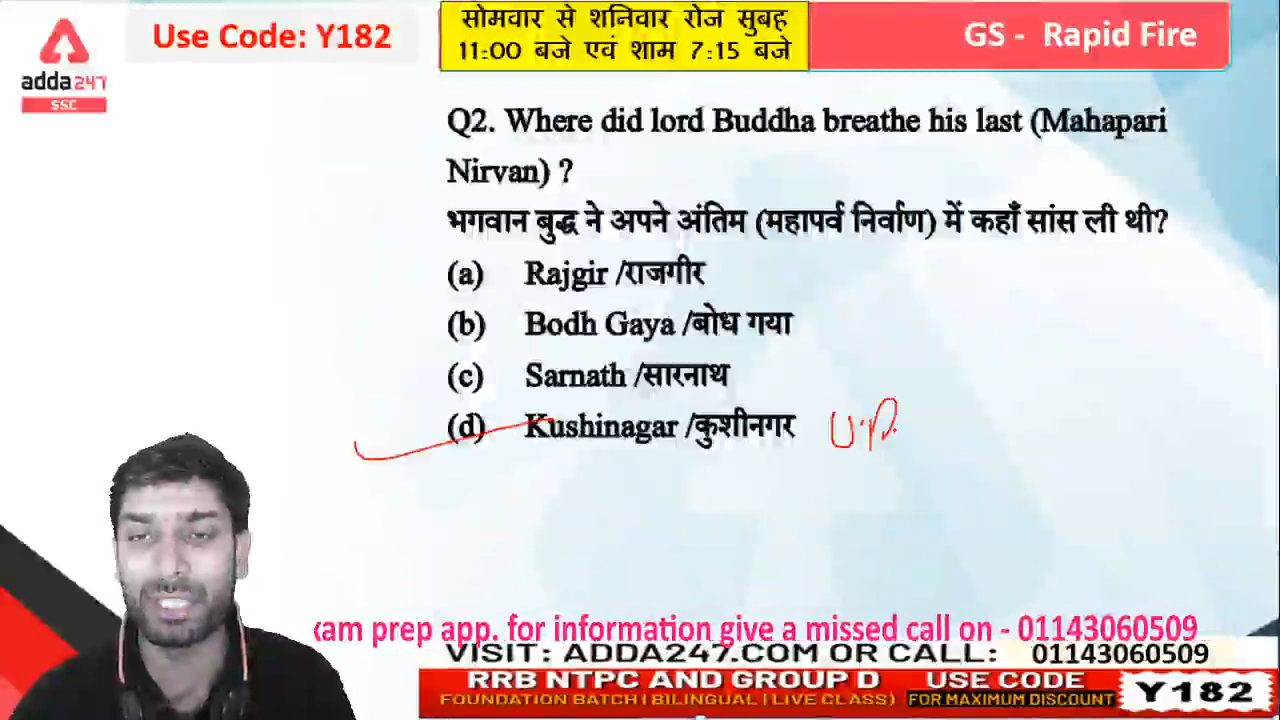 Use Code: Y182
सोमवार से शनिवार रोज सुबह
11:00 बजे एवं शाम 7:15 बजे
GS - Rapid Fire
adda247
SSC
Q2. Where did lord Buddha breathe his last (Mahapari
Nirvan) ?
भगवान बुद्ध ने अपने अंतिम (महापर्व निर्वाण) में कहाँ सांस ली थी?
(a) Rajgir /राजगीर
(b) Bodh Gaya /बोध गया
(c) Sarnath /सारनाथ
(d) Kushinagar /कुशीनगर U.P.
xam prep app. for information give a missed call on - 01143060509
VISIT: ADDA247.COM OR CALL: 01143060509
RRB NTPC AND GROUP D USE CODE
FOUNDATION BATCH | BILINGUAL | LIVE CLASS) FOR MAXIMUM DISCOUNT
Y182